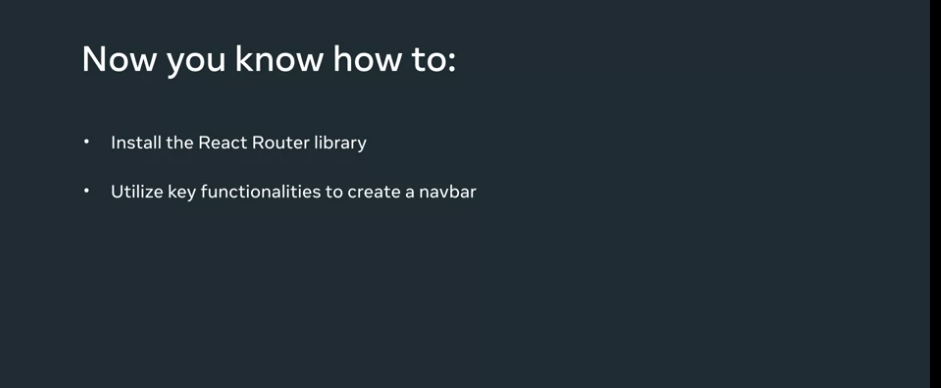 Now you know how to:
• Install the React Router library
• Utilize key functionalities to create a navbar